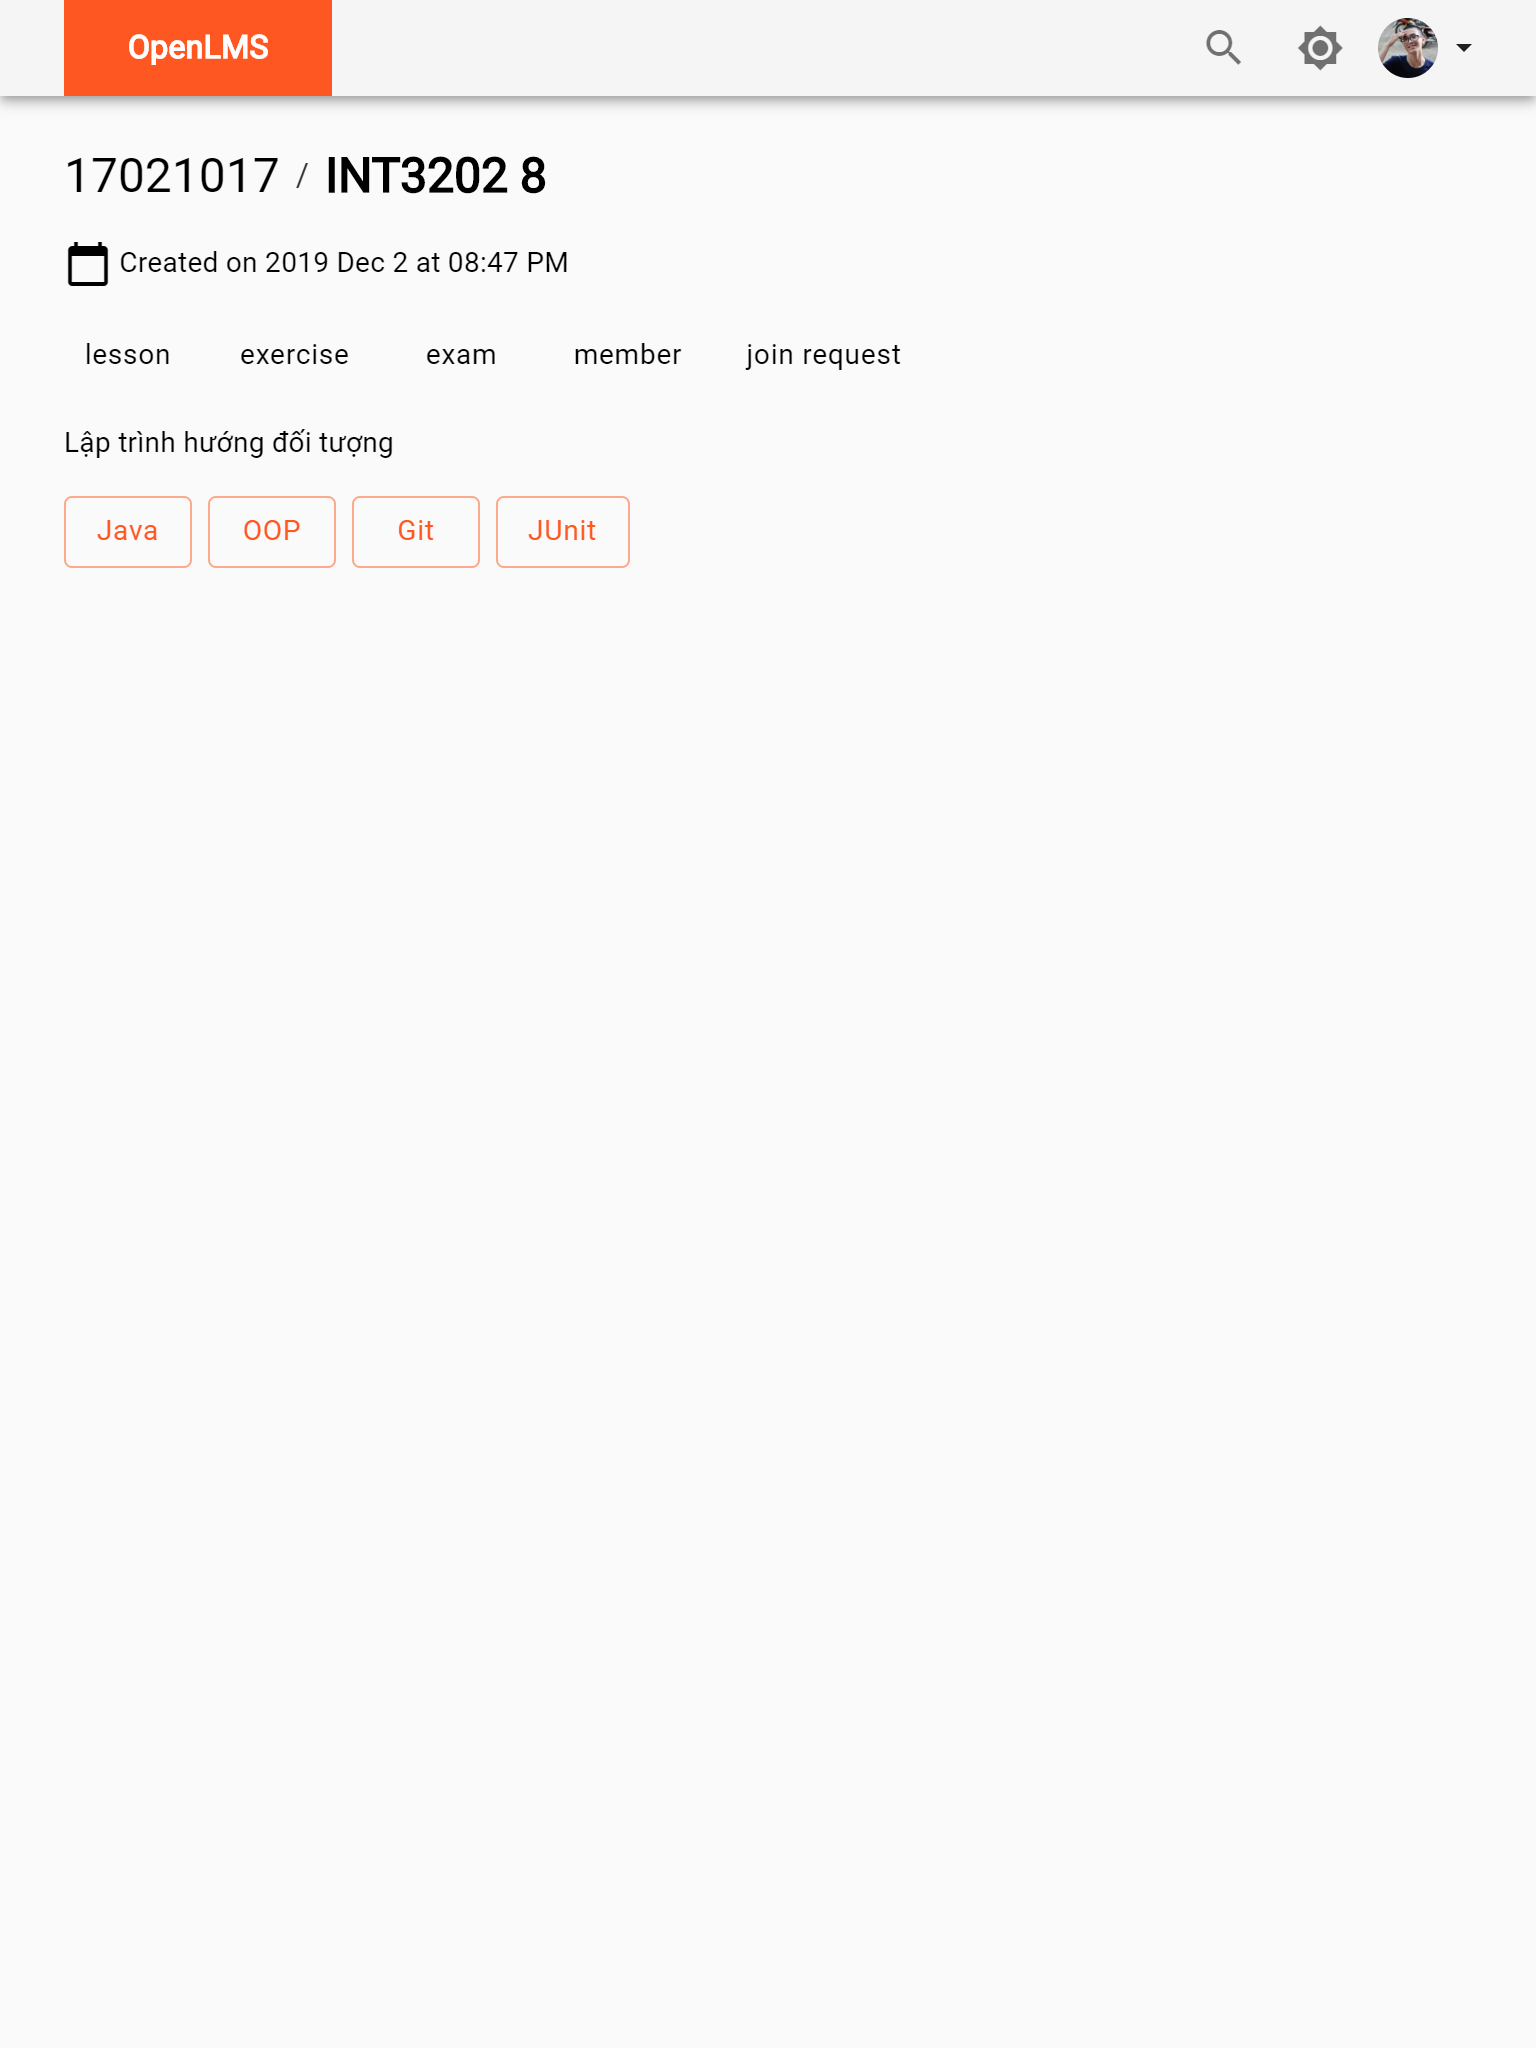 OpenLMS
17021017 / INT3202 8
Created on 2019 Dec 2 at 08:47 PM
lesson exercise exam member join request
Lập trình hướng đối tượng
Java OOP Git JUnit